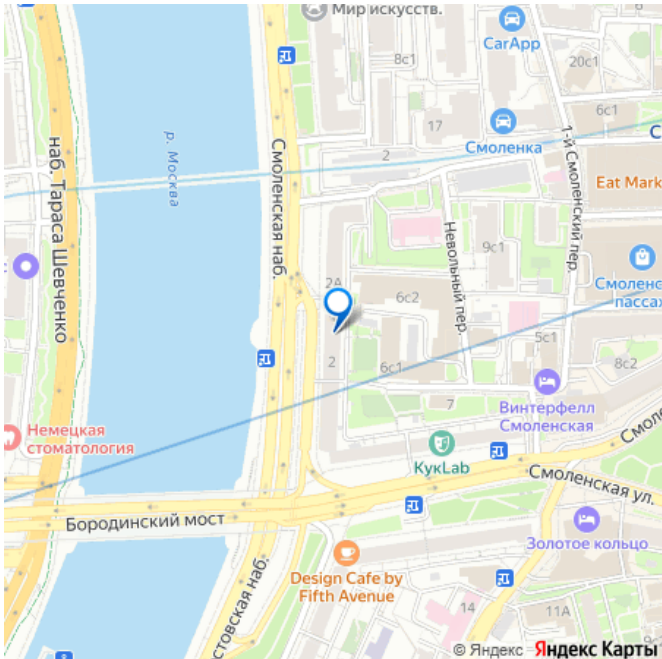 Мир искусств.
CarApp
8с1
20с1
6с1
17
Смоленка
2
С
1-й Смоленский пер.
Eat Mark
наб. Тараса Шевченко
р. Москва
Смоленская наб.
Невольный пер.
9с1
Смоленс
пассаж
2А
6с2
5с1
8с2
2
6с1
7
Винтерфелл
Смоленская
Немецкая
стоматология
КукLab
Смоле
Смоленская ул.
Бородинский мост
Золотое кольцо
Design Cafe by
Fifth Avenue
стовская наб.
14
11А
© Яндекс Яндекс Карты